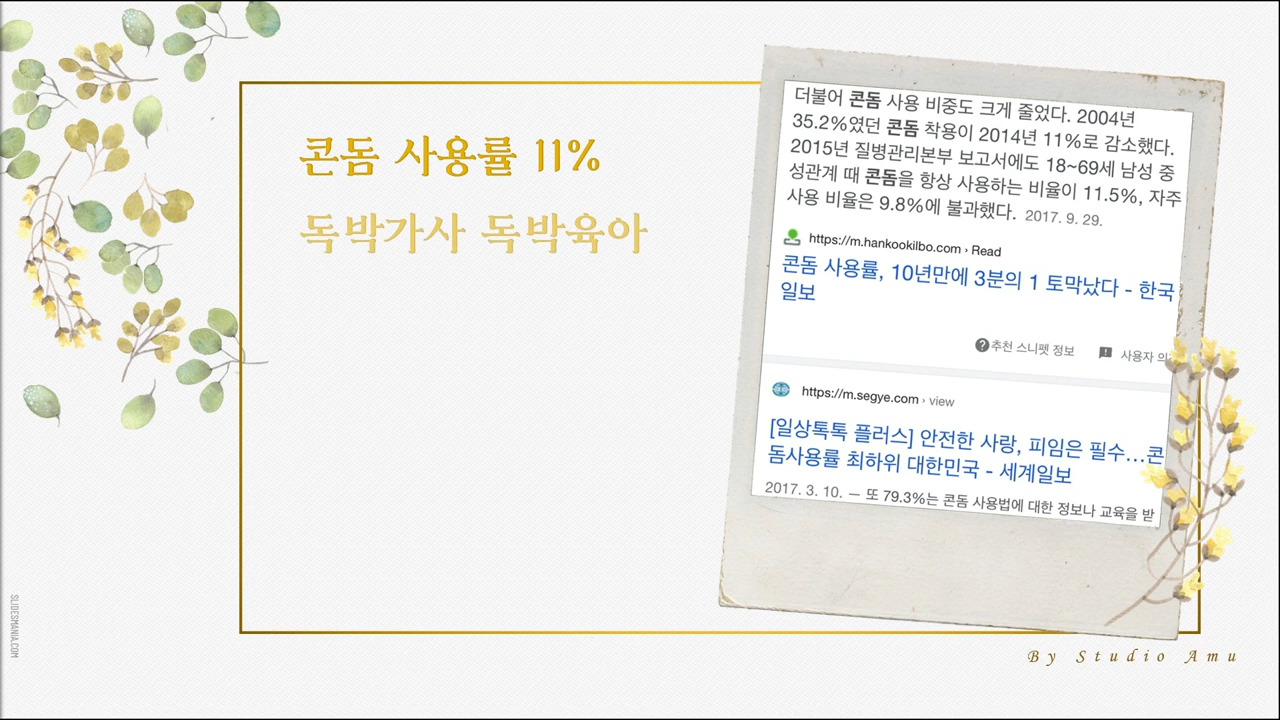 콘돔 사용률 11%
독박가사 독박육아
더불어 콘돔 사용 비중도 크게 줄었다. 2004년
35.2%였던 콘돔 착용이 2014년 11%로 감소했다.
2015년 질병관리본부 보고서에도 18~69세 남성 중
성관계 때 콘돔을 항상 사용하는 비율이 11.5%, 자주
사용 비율은 9.8%에 불과했다. 2017. 9. 29.
https://m.hankookilbo.com › Read
콘돔 사용률, 10년만에 3분의 1 토막났다 - 한국
일보
추천 스니펫 정보 사용자
https://m.segye.com › view
[일상톡톡 플러스] 안전한 사랑, 피임은 필수…콘
돔사용률 최하위 대한민국 - 세계일보
2017. 3. 10. — 또 79.3%는 콘돔 사용법에 대한 정보나 교육을 받
By Studio Amu
SLIDESMANIA.COM